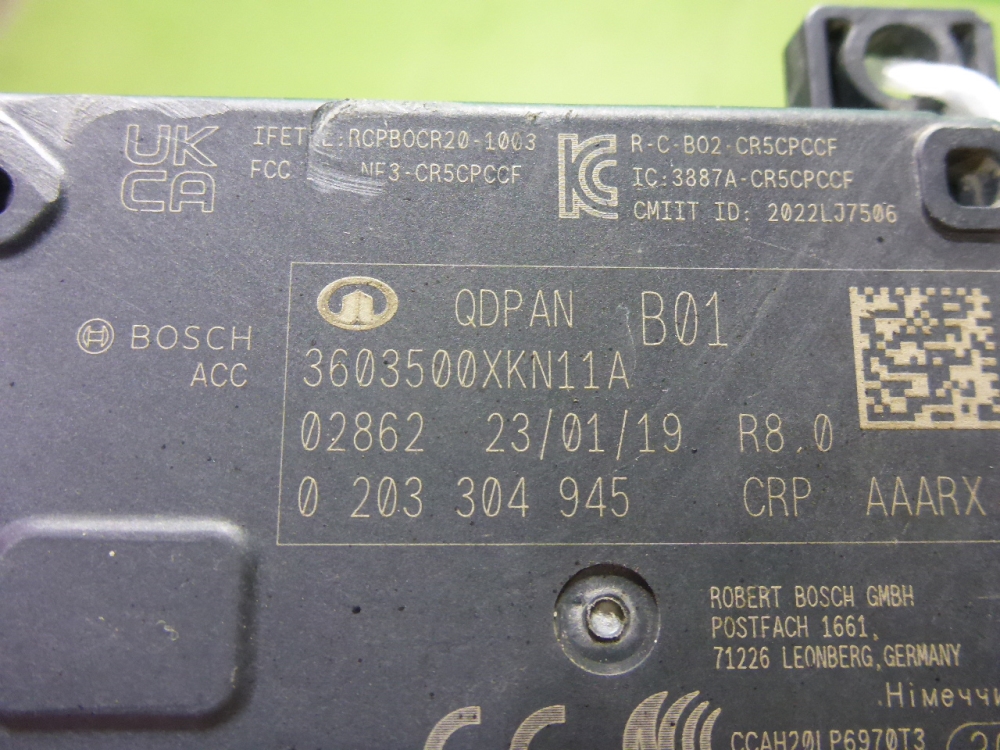 UK
CA
IFETEL:RCPBOCR20-1003
FCC NF3-CR5CPCCF
R-C-BO2-CR5CPCCF
IC:3887A-CR5CPCCF
CMIIT ID: 2022LJ7506
BOSCH
ACC
QDPAN B01
3603500XKN11A
02862 23/01/19 R8.0
0 203 304 945 CRP AAARX
ROBERT BOSCH GMBH
POSTFACH 1661,
71226 LEONBERG,GERMANY
CCAH20LP6970T3